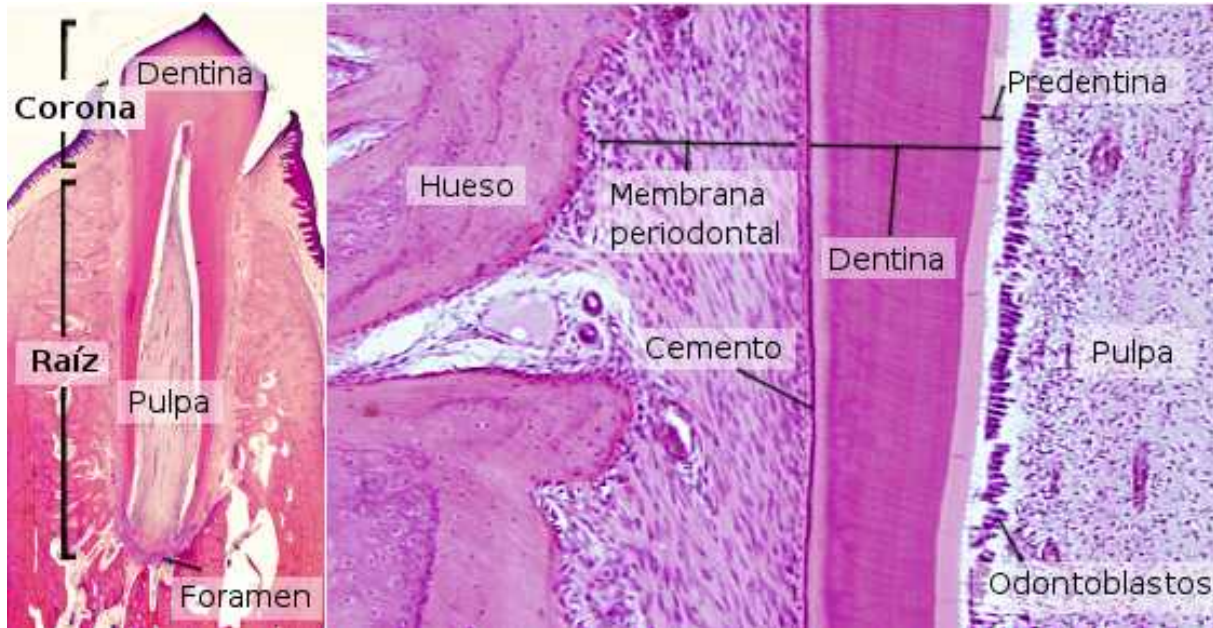 Dentina
Corona
Raíz
Pulpa
Foramen
Hueso
Membrana
periodontal
Cemento
Predentina
Dentina
Pulpa
Odontoblastos